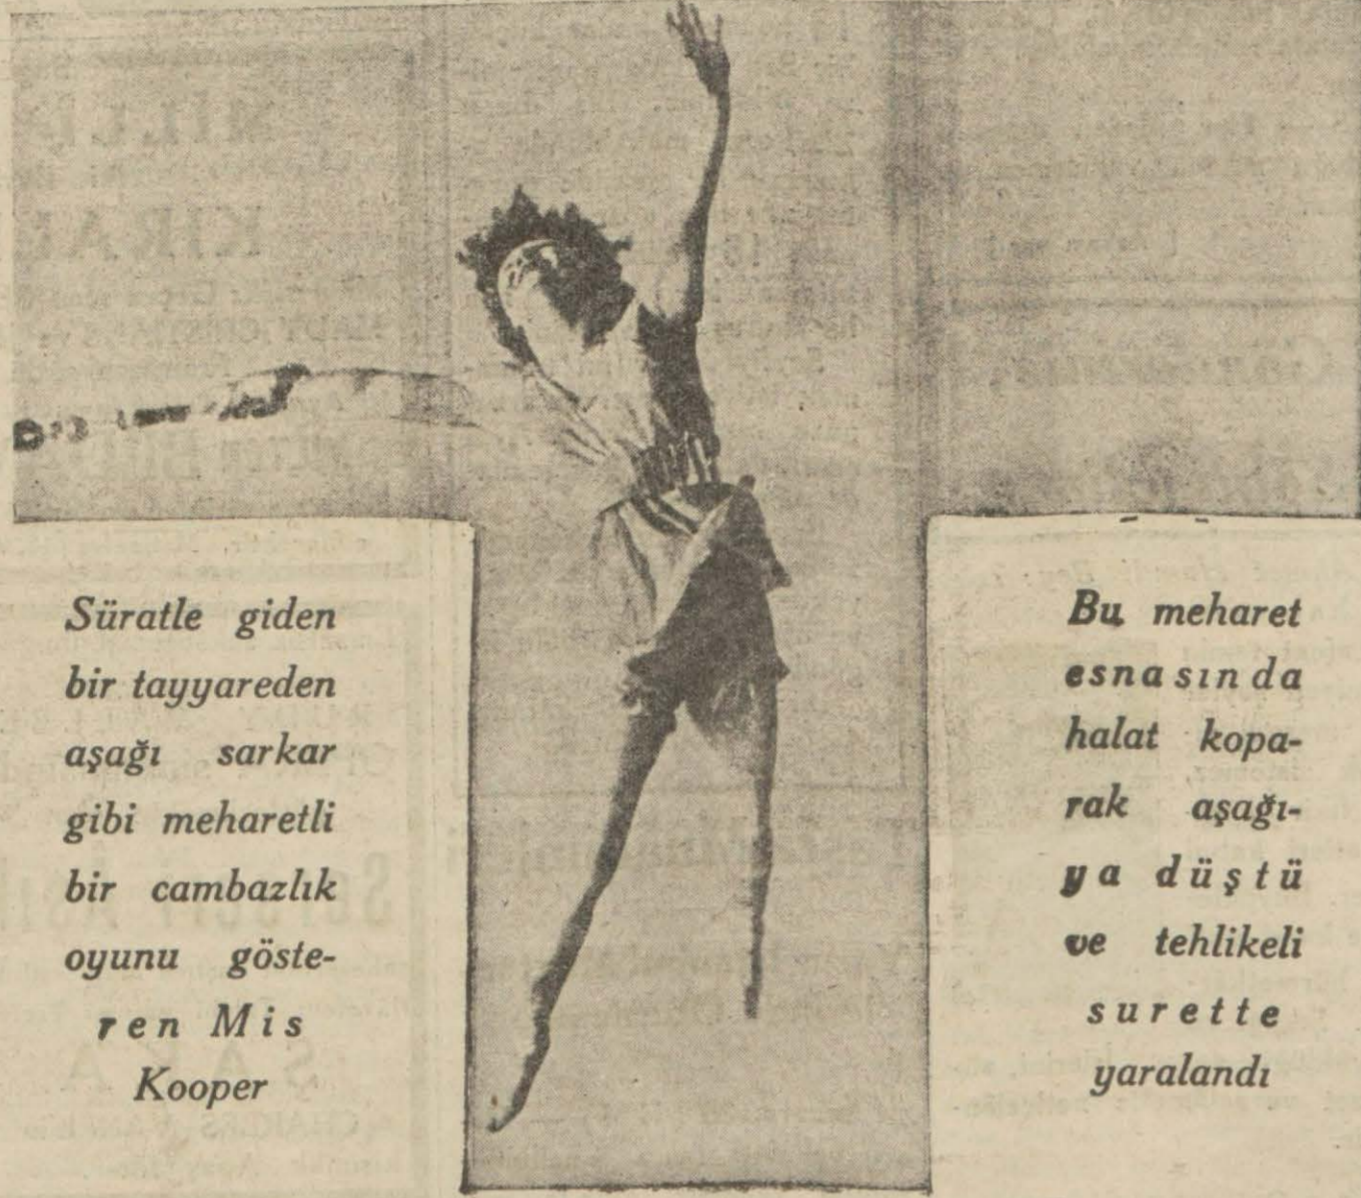 Süratle giden
bir tayyareden
aşağı sarkar
gibi meharetli
bir cambazlık
oyunu göste-
ren Mis
Kooper
Bu meharet
esnasında
halat kopa-
rak aşağı-
ya düştü
ve tehlikeli
surette
yaralandı